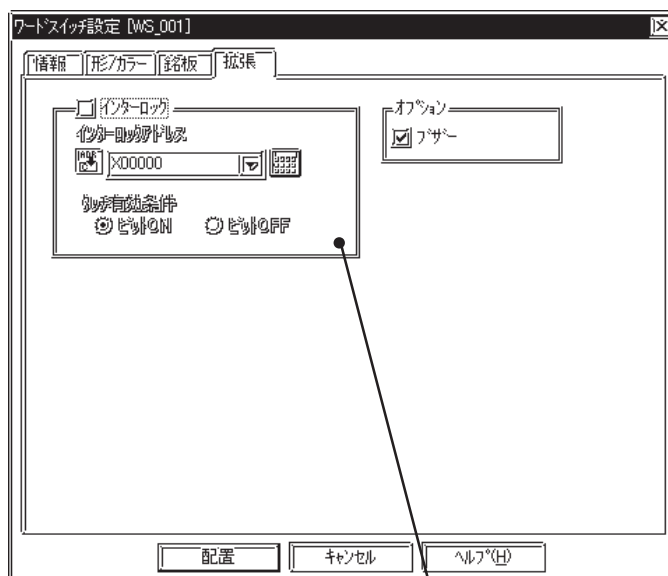 ワードスイッチ設定 [WS_001]
情報 形/カラー 銘板 拡張
インターロック
インターロックアドレス
X00000
タッチ有効条件
ビットON ビットOFF
オプション
ブザー
配置 キャンセル ヘルプ(H)